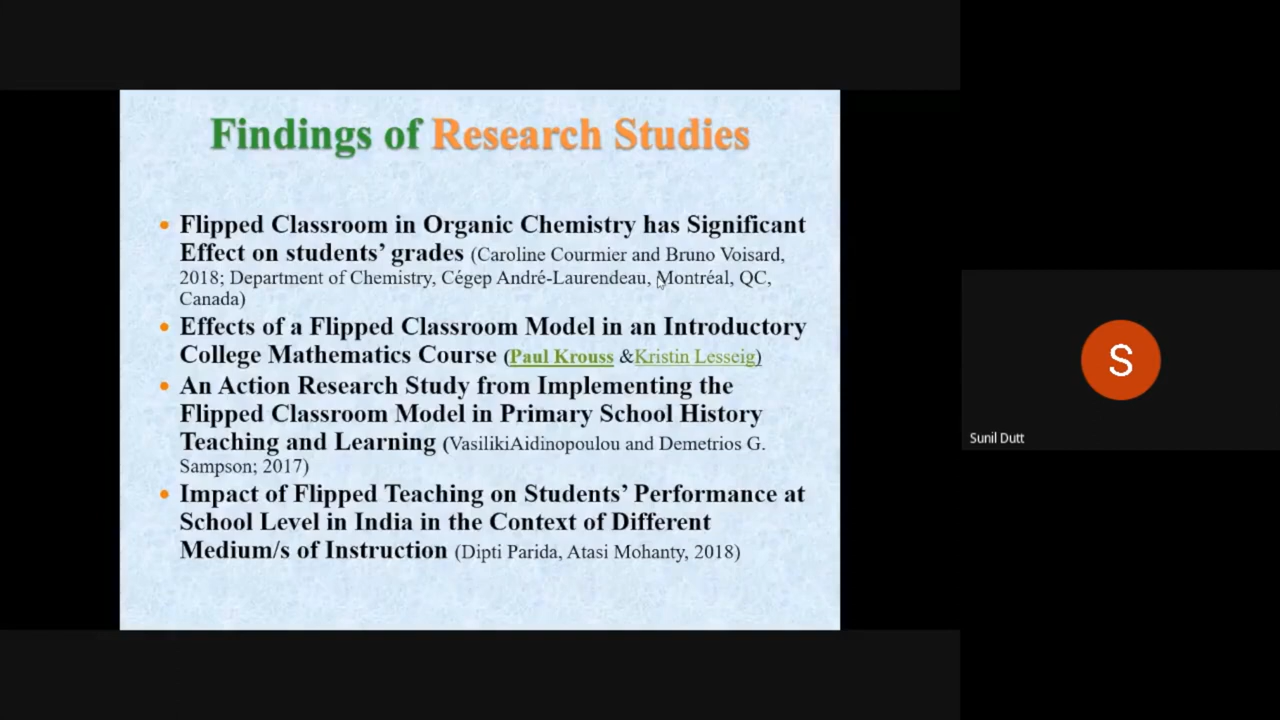 Findings of Research Studies
• Flipped Classroom in Organic Chemistry has Significant
Effect on students' grades (Caroline Courmier and Bruno Voisard,
2018; Department of Chemistry, Cégep André-Laurendeau, Montréal, QC,
Canada)
• Effects of a Flipped Classroom Model in an Introductory
College Mathematics Course (Paul Krouss &Kristin Lesseig)
• An Action Research Study from Implementing the
Flipped Classroom Model in Primary School History
Teaching and Learning (VasilikiAidinopoulou and Demetrios G.
Sampson; 2017)
• Impact of Flipped Teaching on Students' Performance at
School Level in India in the Context of Different
Medium/s of Instruction (Dipti Parida, Atasi Mohanty, 2018)
S
Sunil Dutt